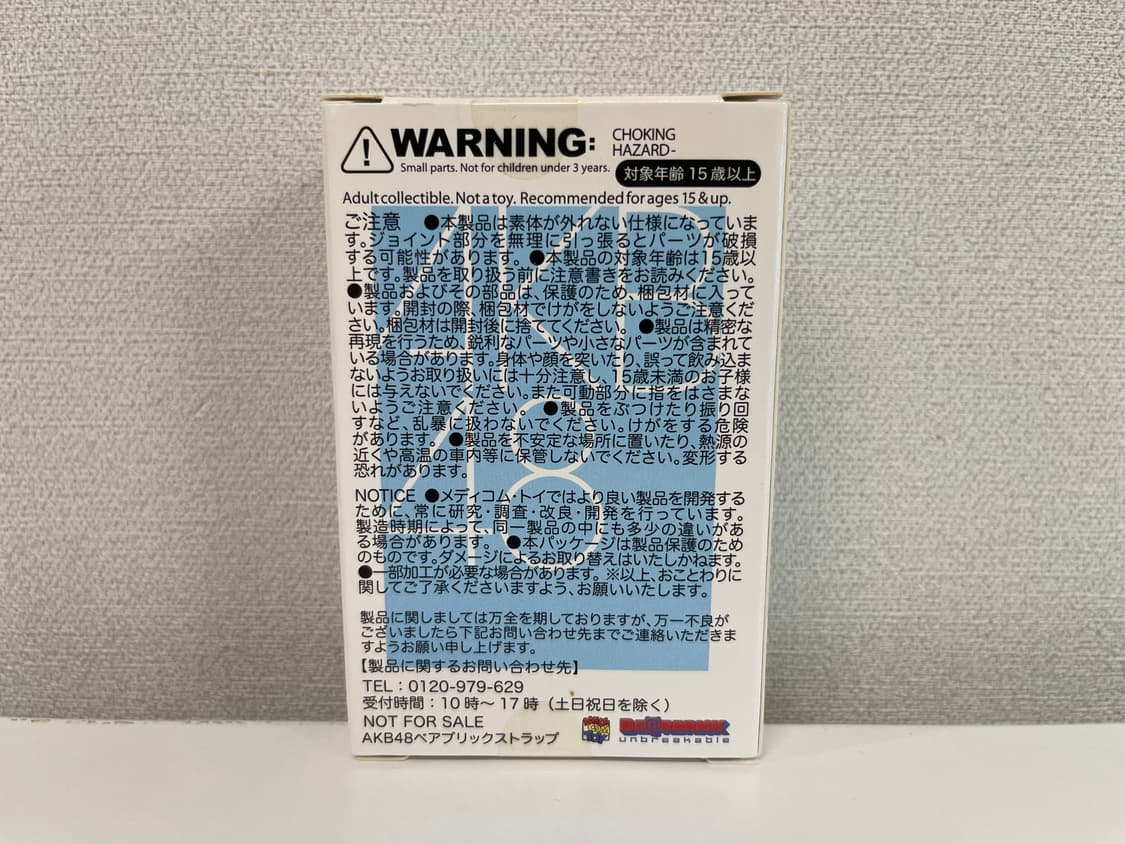 WARNING: CHOKING
HAZARD-
Small parts. Not for children under 3 years.
対象年齢 15 歳以上
Adult collectible. Not a toy. Recommended for ages 15 & up.
AKB
48
ご注意 ●本製品は素体が外れない仕様になっていま
す。ジョイント部分を無理に引っ張るとパーツが破損
する可能性があります。●本製品の対象年齢は15歳以
上です。製品を取り扱う前に注意書きをお読みください。
●製品およびその部品は、保護のため、梱包材に入って
います。開封の際、梱包材でけがをしないようご注意くだ
さい。梱包材は開封後に捨ててください。 ●製品は精密な
再現を行うため、鋭利なパーツや小さなパーツが含まれて
いる場合があります。身体や顔を突いたり、誤って飲み込ま
ないようお取り扱いには十分注意し、15歳未満のお子様
には与えないでください。また可動部分に指をはさまな
いようご注意ください。 ●製品をぶつけたり振り回
すなど、乱暴に扱わないでください。けがをする危険
があります。 ●製品を不安定な場所に置いたり、熱源の
近くや高温の車内等に保管しないでください。変形する
恐れがあります。
NOTICE ●メディコム・トイではより良い製品を開発する
ために、常に研究・調査・改良・開発を行っています。
製造時期によって、同一製品の中にも多少の違いがあ
る場合があります。 ●本パッケージは製品保護のため
のものです。ダメージによるお取り替えはいたしかねます。
●一部加工が必要な場合があります。※以上、おことわりに
関してご了承くださいますよう、お願いいたします。
製品に関しましては万全を期しておりますが、万一不良が
ございましたら下記お問い合わせ先までご連絡いただきま
すようお願い申し上げます。
【製品に関するお問い合わせ先】
TEL：0120-979-629
受付時間：10時〜17時（土日祝日を除く）
NOT FOR SALE
AKB48ベアブリックストラップ
BE@RBRICK
unbreakable